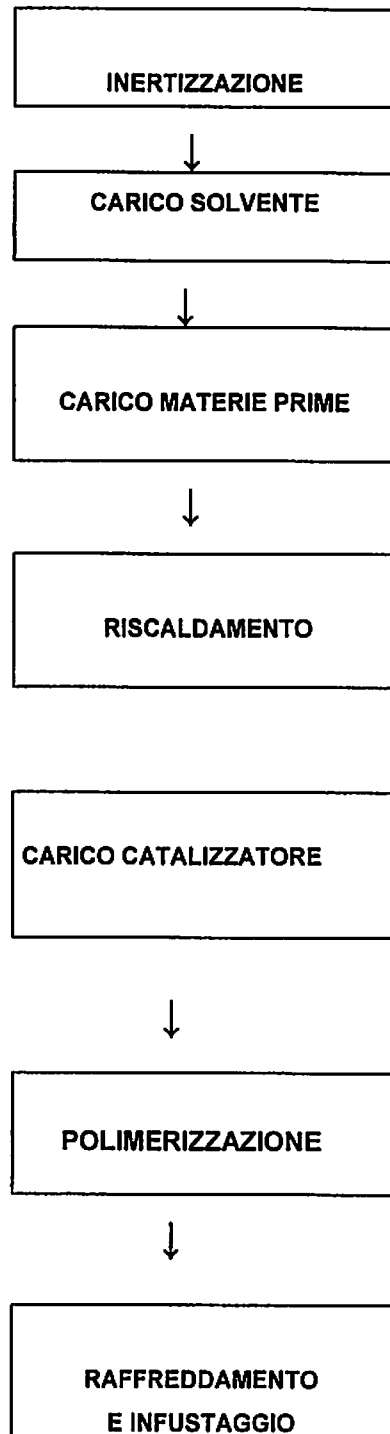 INERTIZZAZIONE
CARICO SOLVENTE
CARICO MATERIE PRIME
RISCALDAMENTO
CARICO CATALIZZATORE
POLIMERIZZAZIONE
RAFFREDDAMENTO
E INFUSTAGGIO